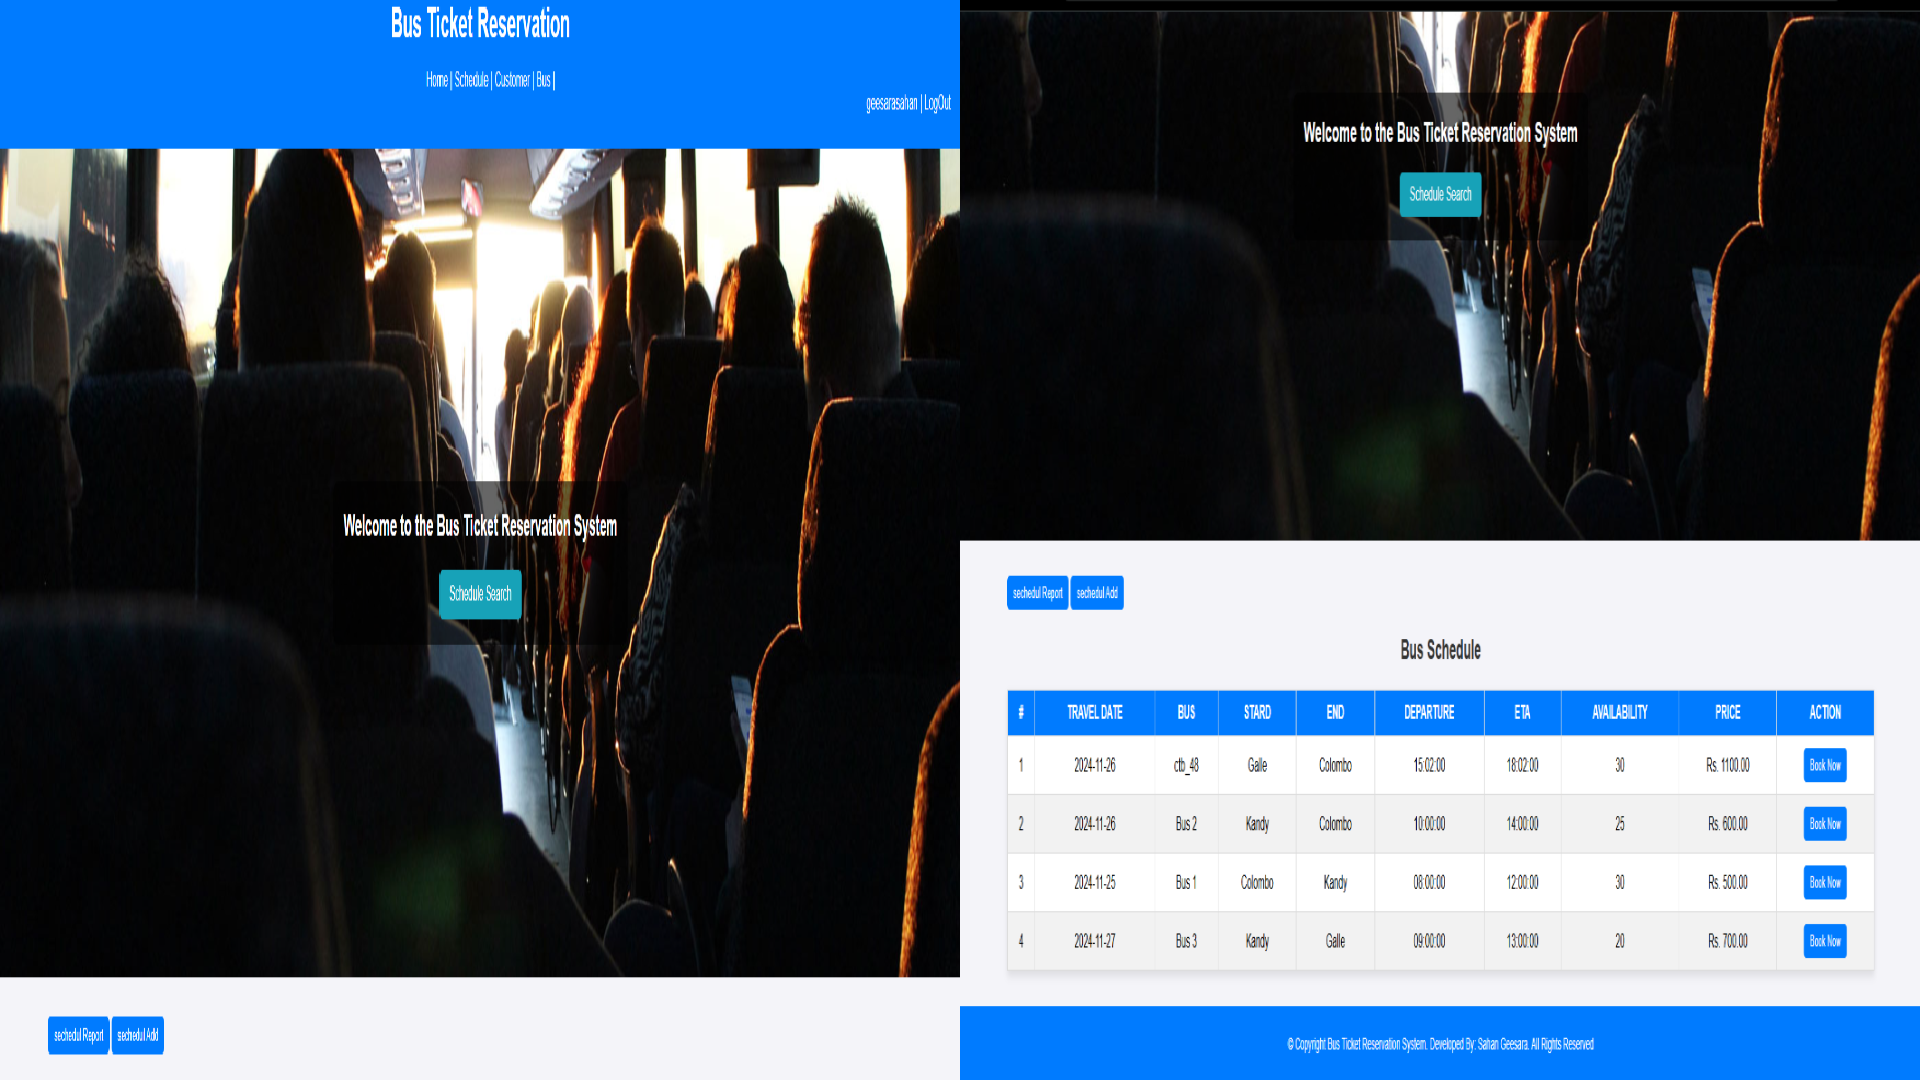 Bus Ticket Reservation
Home | Schedule | Customer | Bus |
geesarasahan | LogOut
Welcome to the Bus Ticket Reservation System
Schedule Search
sechedul Report sechedul Add
Welcome to the Bus Ticket Reservation System
Schedule Search
sechedul Report sechedul Add
Bus Schedule
# TRAVEL DATE BUS STARD END DEPARTURE ETA AVAILABILITY PRICE ACTION
1 2024-11-26 ctb_48 Galle Colombo 15:02:00 18:02:00 30 Rs. 1100.00 Book Now
2 2024-11-26 Bus 2 Kandy Colombo 10:00:00 14:00:00 25 Rs. 600.00 Book Now
3 2024-11-25 Bus 1 Colombo Kandy 08:00:00 12:00:00 30 Rs. 500.00 Book Now
4 2024-11-27 Bus 3 Kandy Galle 09:00:00 13:00:00 20 Rs. 700.00 Book Now
© Copyright Bus Ticket Reservation System. Developed By: Sahan Geesara. All Rights Reserved